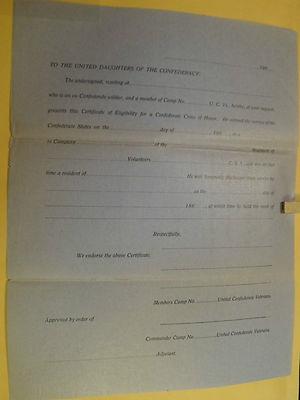 190
TO THE UNITED DAUGHTERS OF THE CONFEDERACY:
The undersigned, residing at
who is an ex-Confederate soldier, and a member of Camp No. U. C. V., hereby, at your request,
presents this Certificate of Eligibility for a Confederate Cross of Honor. He entered the service of the
Confederate States on the day of 186 , as a
in Company of the Regiment of
Volunteers C. S. , and was at that
time a resident of He was honorably discharged from service by
on the day of
186 , at which time he held the rank of
Respectfully,
We endorse the above Certificate.
Members Camp No. United Confederate Veterans.
Approved by order of
Commander Camp No. United Confederate Veterans.
Adjutant.